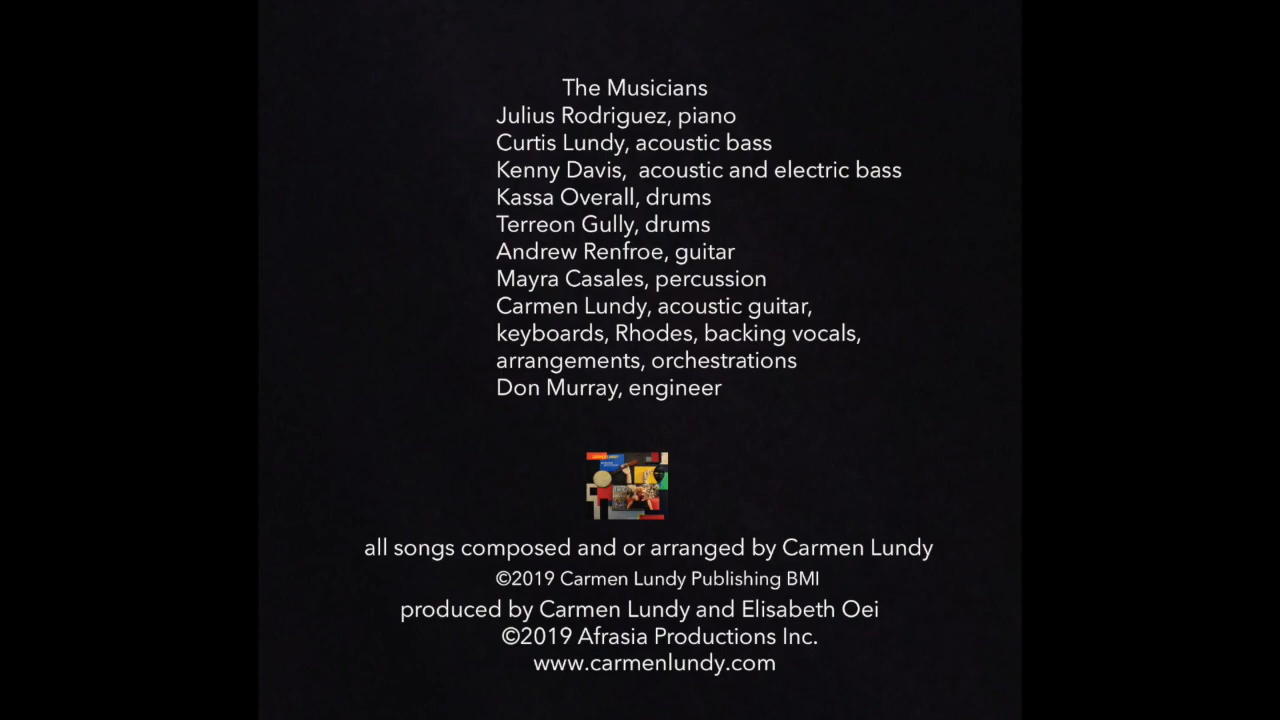 The Musicians
Julius Rodriguez, piano
Curtis Lundy, acoustic bass
Kenny Davis,  acoustic and electric bass
Kassa Overall, drums
Terreon Gully, drums
Andrew Renfroe, guitar
Mayra Casales, percussion
Carmen Lundy, acoustic guitar,
keyboards, Rhodes, backing vocals,
arrangements, orchestrations
Don Murray, engineer
all songs composed and or arranged by Carmen Lundy
©2019 Carmen Lundy Publishing BMI
produced by Carmen Lundy and Elisabeth Oei
©2019 Afrasia Productions Inc.
www.carmenlundy.com